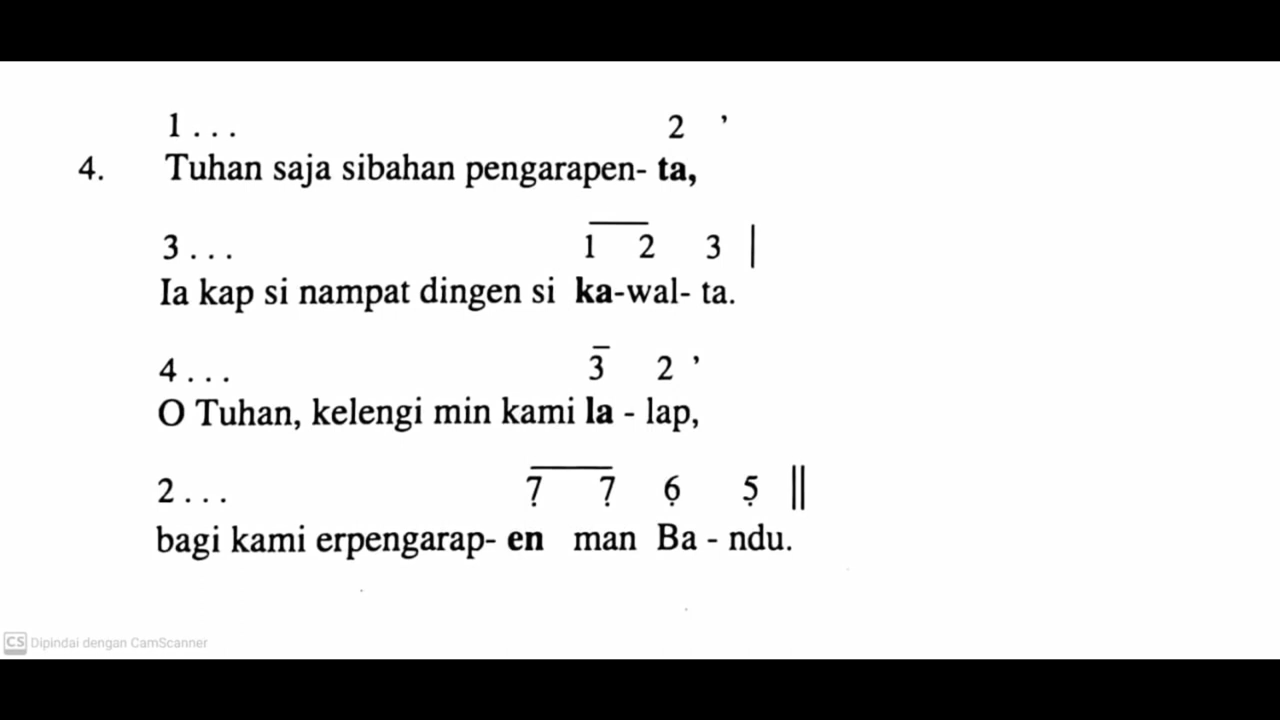 1 . . . 2 ’
4. Tuhan saja sibahan pengarapen- ta,
3 . . . 1 2 3 |
Ia kap si nampat dingen si ka-wal- ta.
4 . . . 3 2 ’
O Tuhan, kelengi min kami la - lap,
2 . . . 7̣ 7̣ 6̣ 5̣ ||
bagi kami erpengarap- en man Ba - ndu.
CS Dipindai dengan CamScanner